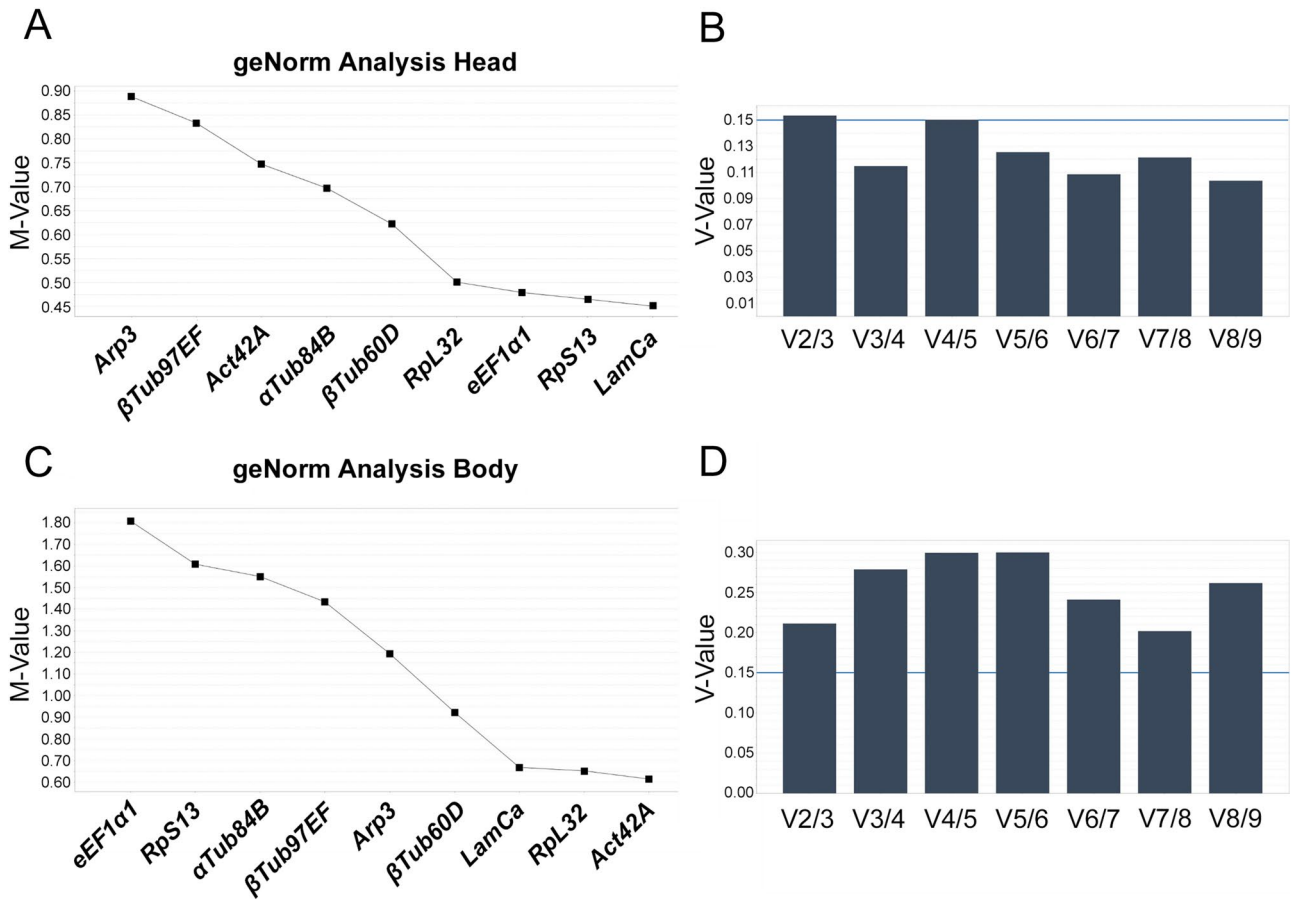 A
geNorm Analysis Head
M-Value
0.90
0.85
0.80
0.75
0.70
0.65
0.60
0.55
0.50
0.45
Arp3
βTub97EF
Act42A
αTub84B
βTub60D
RpL32
eEF1α1
RpS13
LamCa
B
V-Value
0.15
0.13
0.11
0.09
0.07
0.05
0.03
0.01
V2/3
V3/4
V4/5
V5/6
V6/7
V7/8
V8/9
C
geNorm Analysis Body
M-Value
1.80
1.70
1.60
1.50
1.40
1.30
1.20
1.10
1.00
0.90
0.80
0.70
0.60
eEF1α1
RpS13
αTub84B
βTub97EF
Arp3
βTub60D
LamCa
RpL32
Act42A
D
V-Value
0.30
0.25
0.20
0.15
0.10
0.05
0.00
V2/3
V3/4
V4/5
V5/6
V6/7
V7/8
V8/9